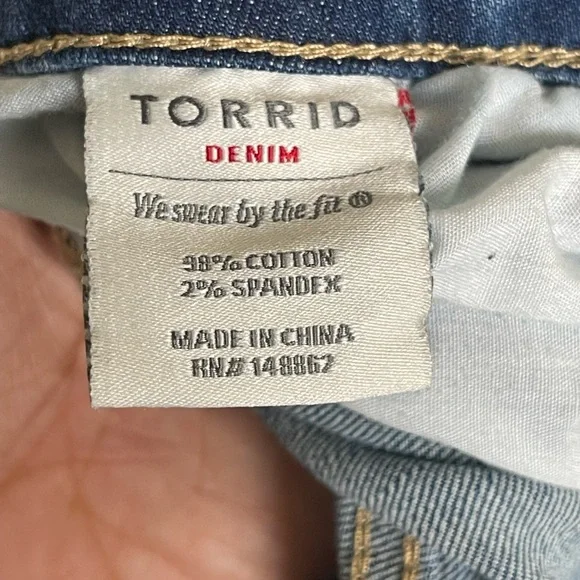 TORRID
DENIM
We swear by the fit ®
98% COTTON
2% SPANDEX
MADE IN CHINA
RN# 148862